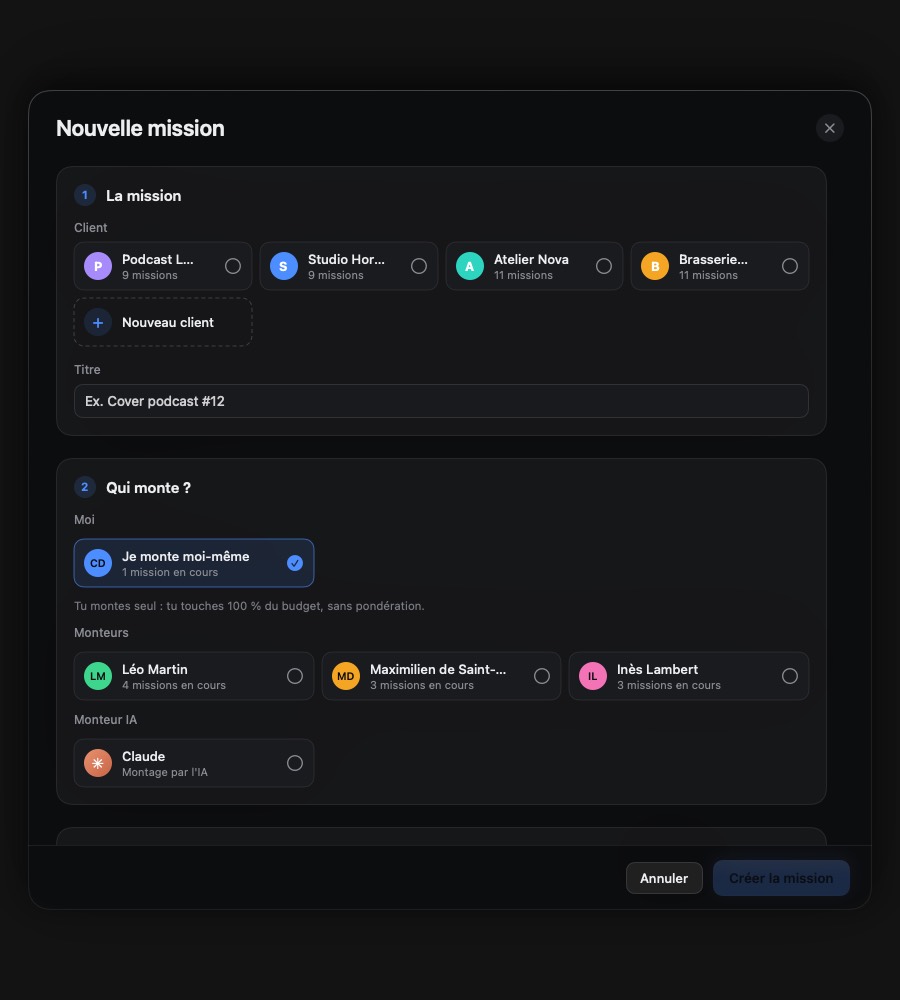 Nouvelle mission
1 La mission
Client
P Podcast L... S Studio Hor... A Atelier Nova B Brasserie...
9 missions 9 missions 11 missions 11 missions
+ Nouveau client
Titre
Ex. Cover podcast #12
2 Qui monte ?
Moi
CD Je monte moi-même
1 mission en cours
Tu montes seul : tu touches 100 % du budget, sans pondération.
Monteurs
LM Léo Martin MD Maximilien de Saint-... IL Inès Lambert
4 missions en cours 3 missions en cours 3 missions en cours
Monteur IA
Claude
Montage par l'IA
Annuler Créer la mission